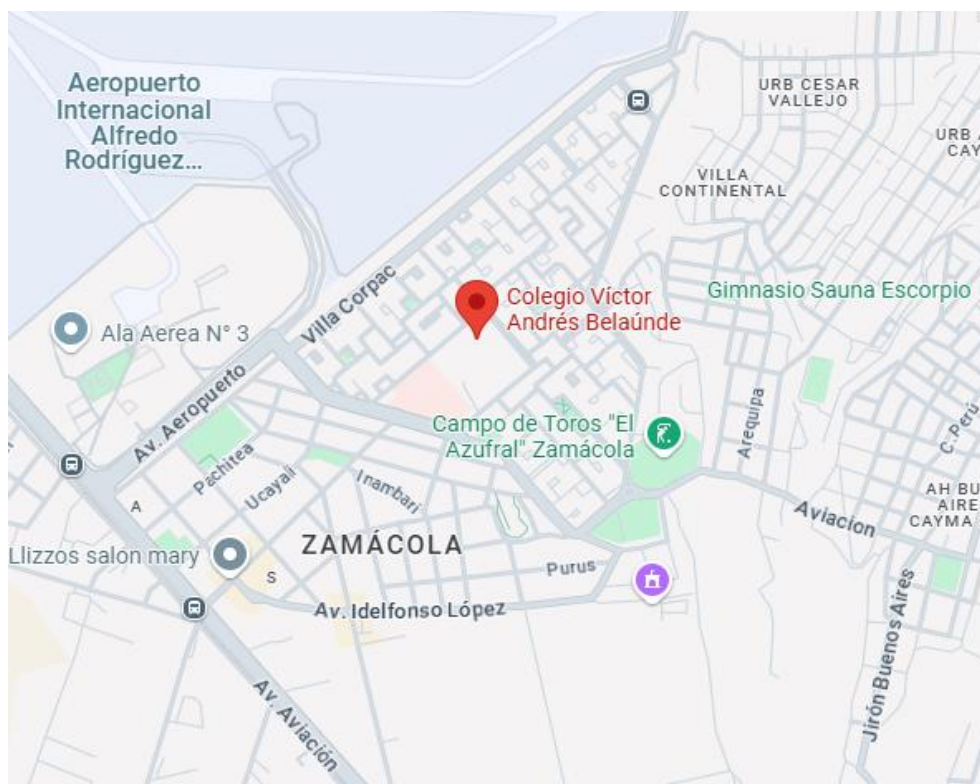 Aeropuerto
Internacional
Alfredo
Rodríguez...
URB CESAR
VALLEJO
URB
CAY
VILLA
CONTINENTAL
Villa Corpac
Colegio Víctor
Andrés Belaúnde
Gimnasio Sauna Escorpio
Ala Aerea N° 3
Av. Aeropuerto
Campo de Toros "El
Azufral" Zamácola
Arequipa
C. Perú
Pachitea
Ucayali
Inambari
A
AH BU
AIRE
CAYMA
Aviacion
ZAMÁCOLA
Llizzos salon mary
S
Purus
Av. Idelfonso López
Jirón Buenos Aires
Av. Aviación